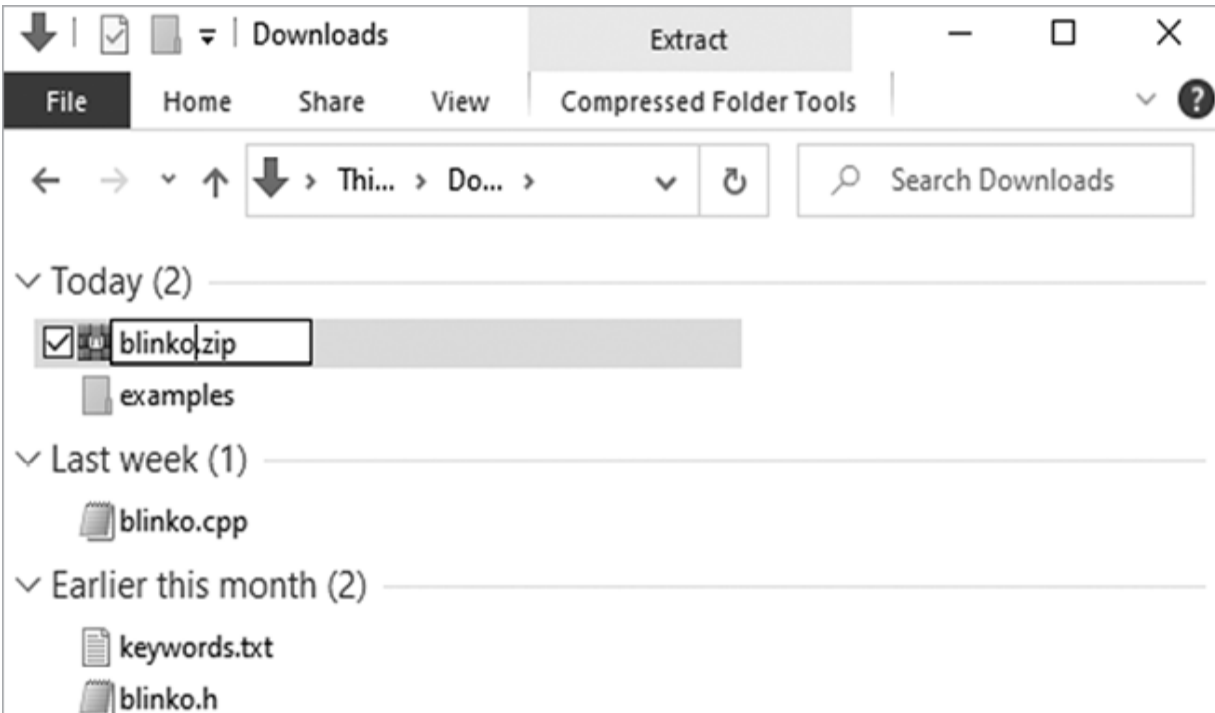 Downloads Extract
File Home Share View Compressed Folder Tools ?
Thi... Do... Search Downloads
Today (2)
blinko.zip
examples
Last week (1)
blinko.cpp
Earlier this month (2)
keywords.txt
blinko.h